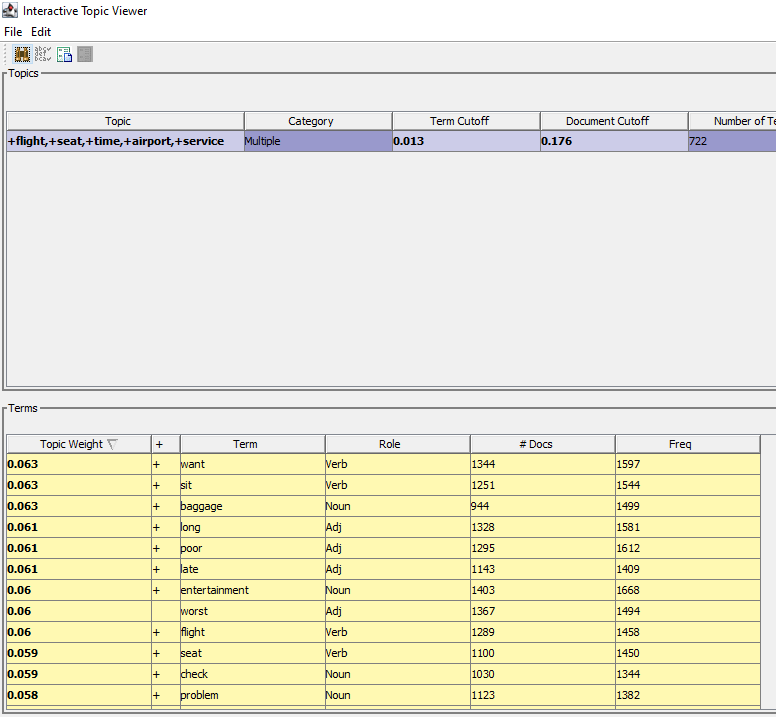 Interactive Topic Viewer
File Edit
Topics
Topic Category Term Cutoff Document Cutoff Number of Te
+flight,+seat,+time,+airport,+service Multiple 0.013 0.176 722
Terms
Topic Weight + Term Role # Docs Freq
0.063 + want Verb 1344 1597
0.063 + sit Verb 1251 1544
0.063 + baggage Noun 944 1499
0.061 + long Adj 1328 1581
0.061 + poor Adj 1295 1612
0.061 + late Adj 1143 1409
0.06 + entertainment Noun 1403 1668
0.06 worst Adj 1367 1494
0.06 + flight Verb 1289 1458
0.059 + seat Verb 1100 1450
0.059 + check Noun 1030 1344
0.058 + problem Noun 1123 1382